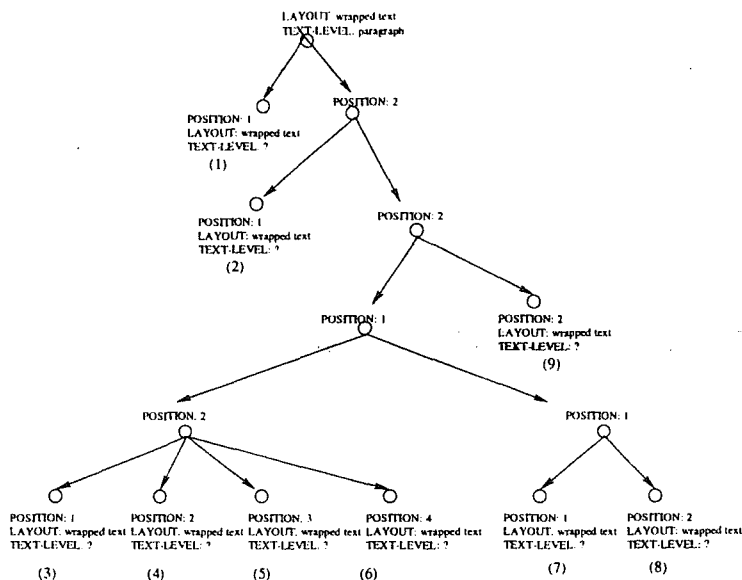 LAYOUT: wrapped text
TEXT-LEVEL: paragraph
POSITION: 2
POSITION: 1
LAYOUT: wrapped text
TEXT-LEVEL: ?
(1)
POSITION: 2
POSITION: 1
LAYOUT: wrapped text
TEXT-LEVEL: ?
(2)
POSITION: 1
POSITION: 2
LAYOUT: wrapped text
TEXT-LEVEL: ?
(9)
POSITION: 2
POSITION: 1
POSITION: 1
LAYOUT: wrapped text
TEXT-LEVEL: ?
(3)
POSITION: 2
LAYOUT: wrapped text
TEXT-LEVEL: ?
(4)
POSITION: 3
LAYOUT: wrapped text
TEXT-LEVEL: ?
(5)
POSITION: 4
LAYOUT: wrapped text
TEXT-LEVEL: ?
(6)
POSITION: 1
LAYOUT: wrapped text
TEXT-LEVEL: ?
(7)
POSITION: 2
LAYOUT: wrapped text
TEXT-LEVEL: ?
(8)